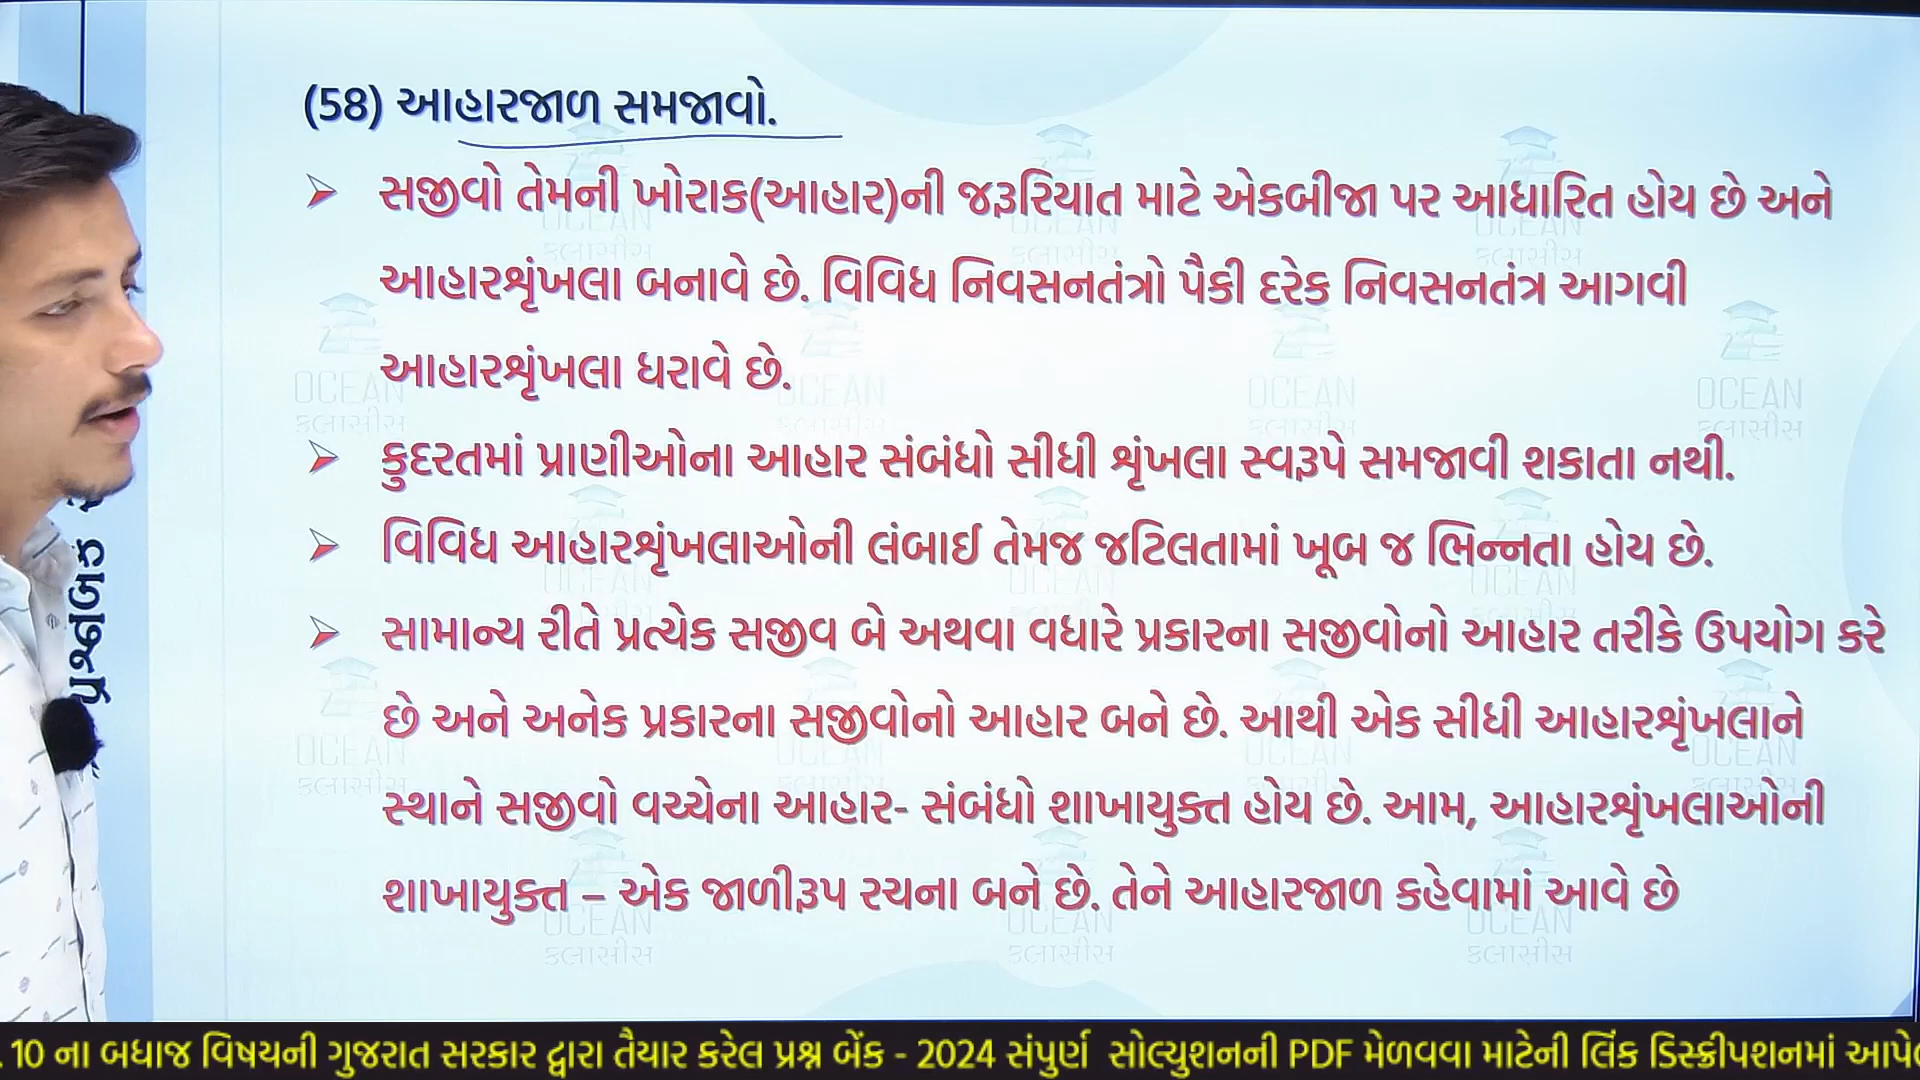 (58) આહારજાળ સમજાવો.
➢ સજીવો તેમની ખોરાક(આહાર)ની જરૂરિયાત માટે એકબીજા પર આધારિત હોય છે અને
આહારશૃંખલા બનાવે છે. વિવિધ નિવસનતંત્રો પૈકી દરેક નિવસનતંત્ર આગવી
આહારશૃંખલા ધરાવે છે.
➢ કુદરતમાં પ્રાણીઓના આહાર સંબંધો સીધી શૃંખલા સ્વરૂપે સમજાવી શકાતા નથી.
➢ વિવિધ આહારશૃંખલાઓની લંબાઈ તેમજ જટિલતામાં ખૂબ જ ભિન્નતા હોય છે.
➢ સામાન્ય રીતે પ્રત્યેક સજીવ બે અથવા વધારે પ્રકારના સજીવોનો આહાર તરીકે ઉપયોગ કરે
છે અને અનેક પ્રકારના સજીવોનો આહાર બને છે. આથી એક સીધી આહારશૃંખલાને
સ્થાને સજીવો વચ્ચેના આહાર- સંબંધો શાખાયુક્ત હોય છે. આમ, આહારશૃંખલાઓની
શાખાયુક્ત – એક જાળીરૂપ રચના બને છે. તેને આહારજાળ કહેવામાં આવે છે
પ્રશ્નબેંક
OCEAN
કલાસીસ
. 10 ના બધાજ વિષયની ગુજરાત સરકાર દ્વારા તૈયાર કરેલ પ્રશ્ન બેંક - 2024 સંપુર્ણ સોલ્યુશનની PDF મેળવવા માટેની લિંક ડિસ્ક્રીપશનમાં